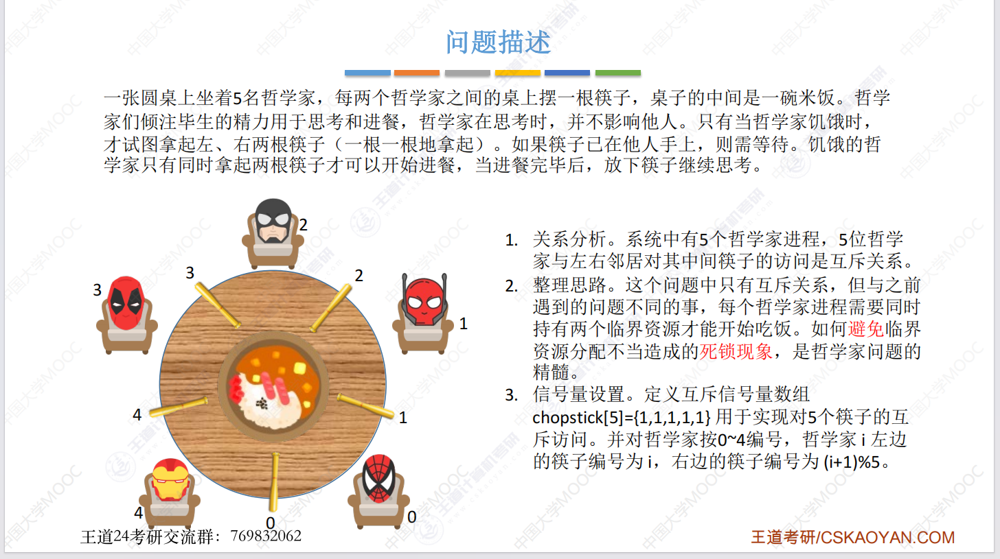 问题描述
一张圆桌上坐着5名哲学家，每两个哲学家之间的桌上摆一根筷子，桌子的中间是一碗米饭。哲学
家们倾注毕生的精力用于思考和进餐，哲学家在思考时，并不影响他人。只有当哲学家饥饿时，
才试图拿起左、右两根筷子（一根一根地拿起）。如果筷子已在他人手上，则需等待。饥饿的哲
学家只有同时拿起两根筷子才可以开始进餐，当进餐完毕后，放下筷子继续思考。
2
3
2
3
1
4
1
4
0
0
1. 关系分析。系统中有5个哲学家进程，5位哲学
家与左右邻居对其中间筷子的访问是互斥关系。
2. 整理思路。这个问题中只有互斥关系，但与之前
遇到的问题不同的事，每个哲学家进程需要同时
持有两个临界资源才能开始吃饭。如何避免临界
资源分配不当造成的死锁现象，是哲学家问题的
精髓。
3. 信号量设置。定义互斥信号量数组
chopstick[5]={1,1,1,1,1} 用于实现对5个筷子的互
斥访问。并对哲学家按0~4编号，哲学家 i 左边
的筷子编号为 i，右边的筷子编号为 (i+1)%5。
王道24考研交流群：769832062
王道考研/CSKAOYAN.COM
中国大学MOOC
王道计算机考研
www.cskaoyan.com